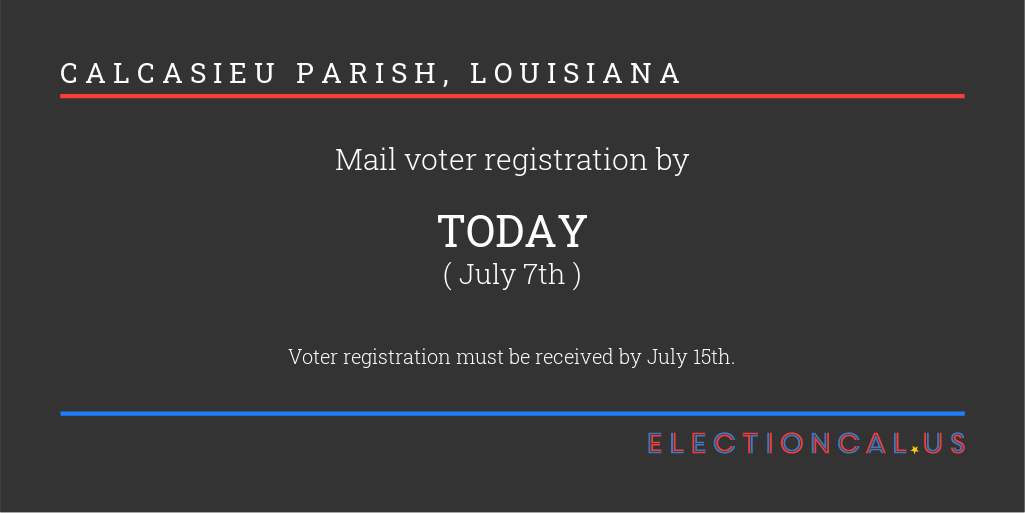 CALCASIEU PARISH, LOUISIANA
Mail voter registration by
TODAY
( July 7th )
Voter registration must be received by July 15th.
ELECTIONCAL.US